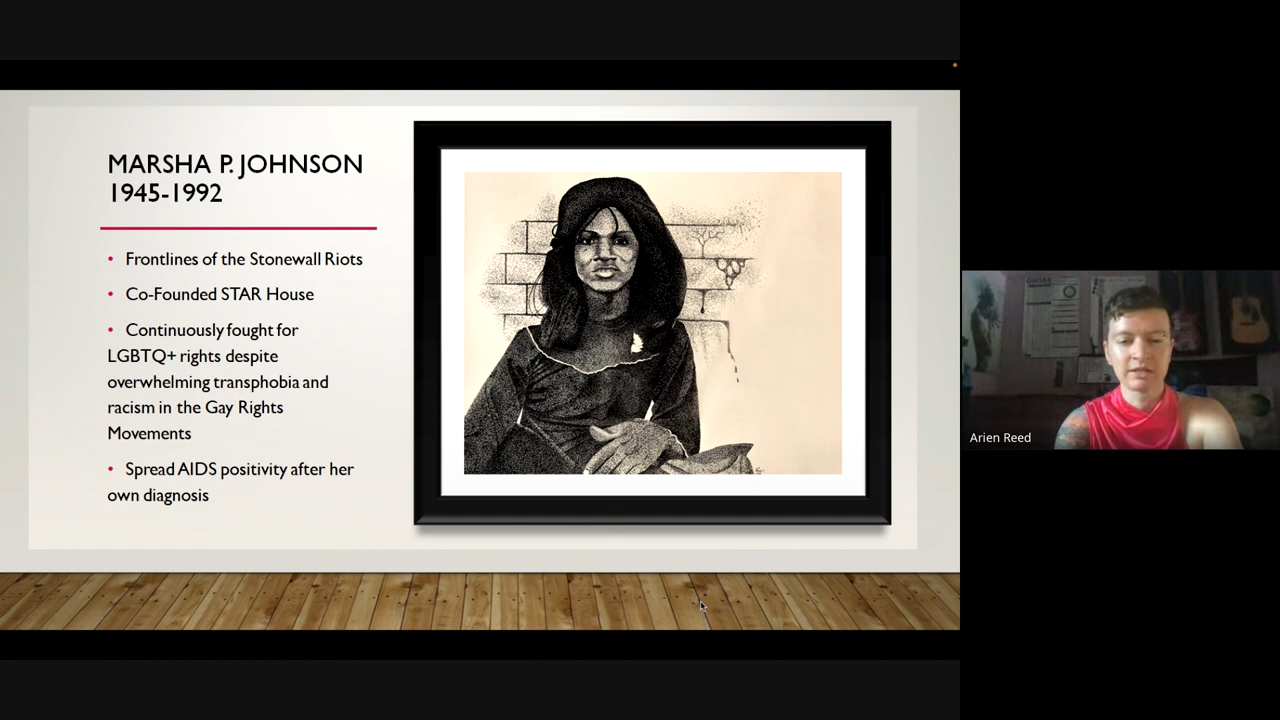 MARSHA P. JOHNSON
1945-1992
• Frontlines of the Stonewall Riots
• Co-Founded STAR House
• Continuously fought for
LGBTQ+ rights despite
overwhelming transphobia and
racism in the Gay Rights
Movements
• Spread AIDS positivity after her
own diagnosis
Arien Reed